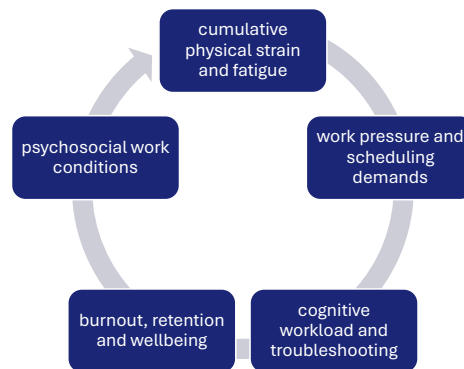 cumulative
physical strain
and fatigue
work pressure and
scheduling
demands
cognitive
workload and
troubleshooting
burnout, retention
and wellbeing
psychosocial work
conditions